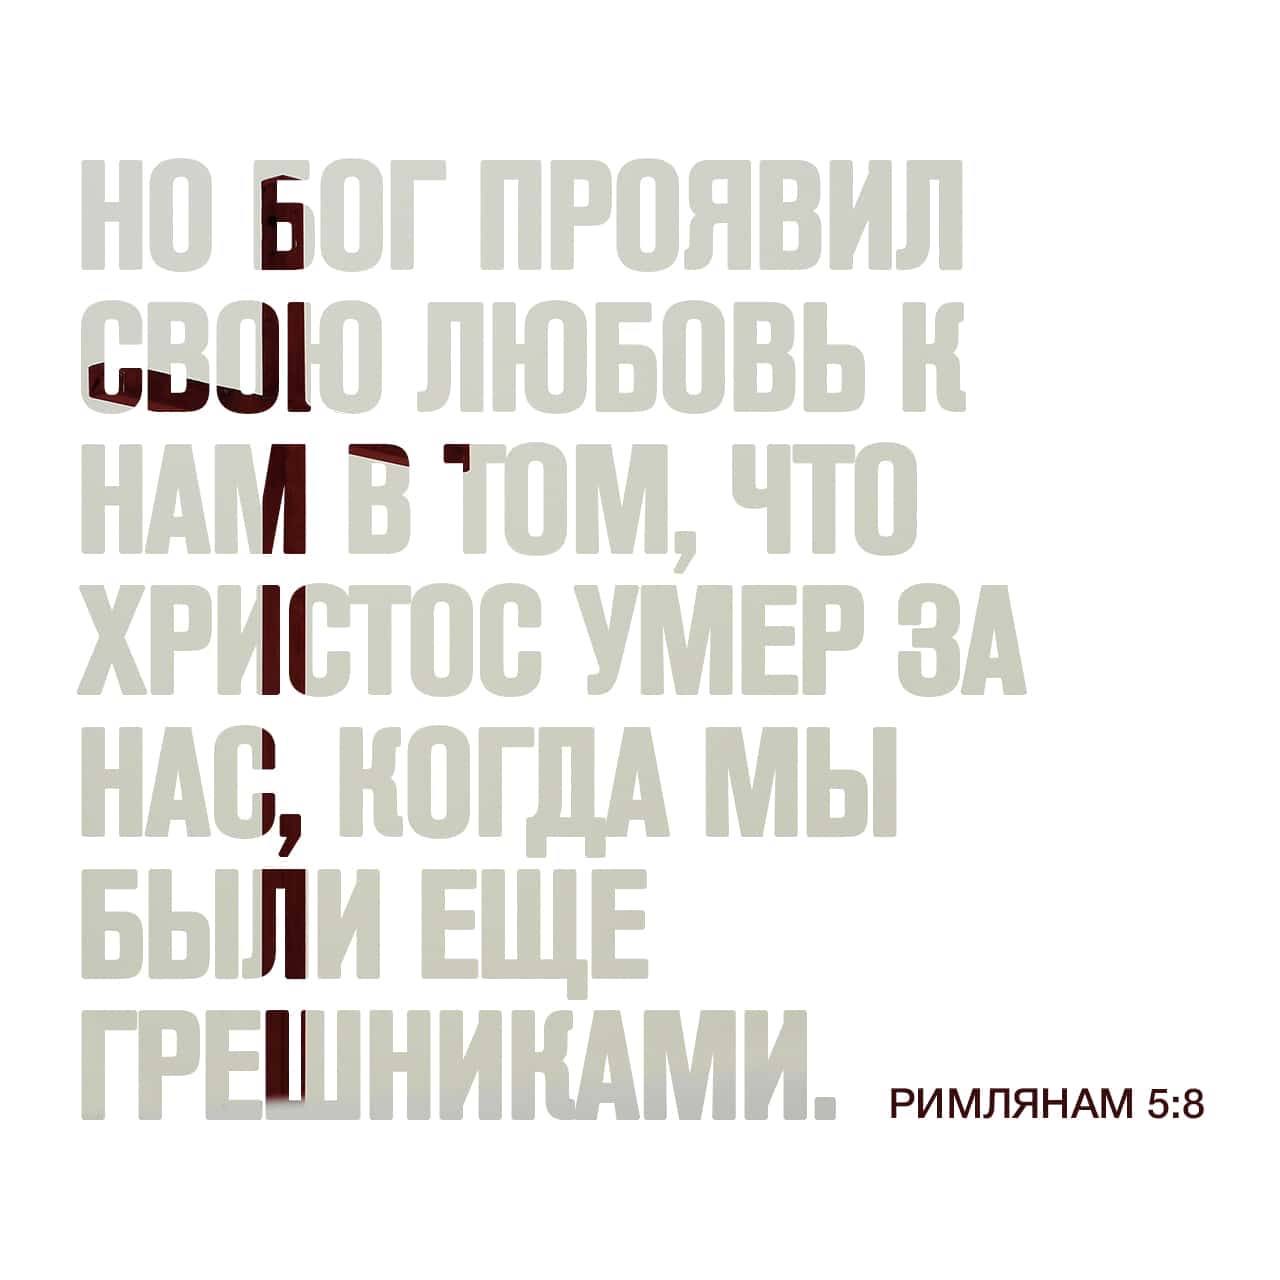 НО БОГ ПРОЯВИЛ
СВОЮ ЛЮБОВЬ К
НАМ В ТОМ, ЧТО
ХРИСТОС УМЕР ЗА
НАС, КОГДА МЫ
БЫЛИ ЕЩЕ
ГРЕШНИКАМИ.
РИМЛЯНАМ 5:8